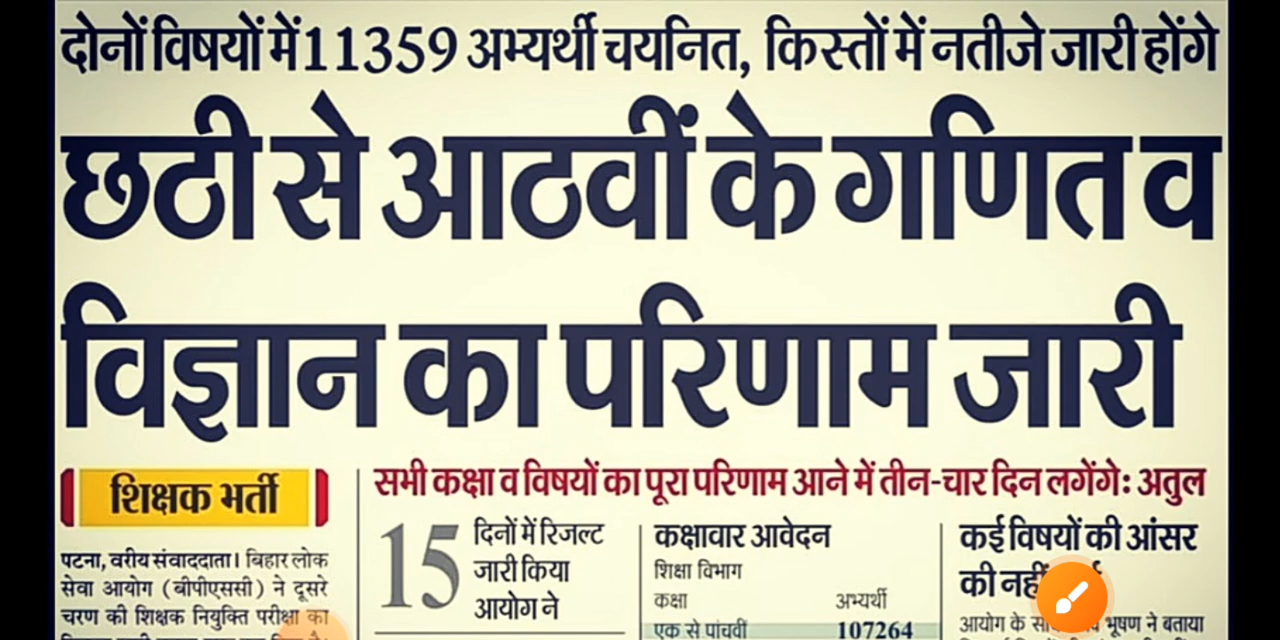 दोनों विषयों में 11359 अभ्यर्थी चयनित, किस्तों में नतीजे जारी होंगे
छठी से आठवीं के गणित व
विज्ञान का परिणाम जारी
शिक्षक भर्ती
पटना, वरीय संवाददाता। बिहार लोक
सेवा आयोग (बीपीएससी) ने दूसरे
चरण की शिक्षक नियुक्ति परीक्षा का
सभी कक्षा व विषयों का पूरा परिणाम आने में तीन-चार दिन लगेंगे: अतुल
15 दिनों में रिजल्ट
जारी किया
आयोग ने
कक्षावार आवेदन
शिक्षा विभाग
कक्षा अभ्यर्थी
एक से पांचवीं 107264
कई विषयों की आंसर
की नहीं
आयोग के भूषण ने बताया